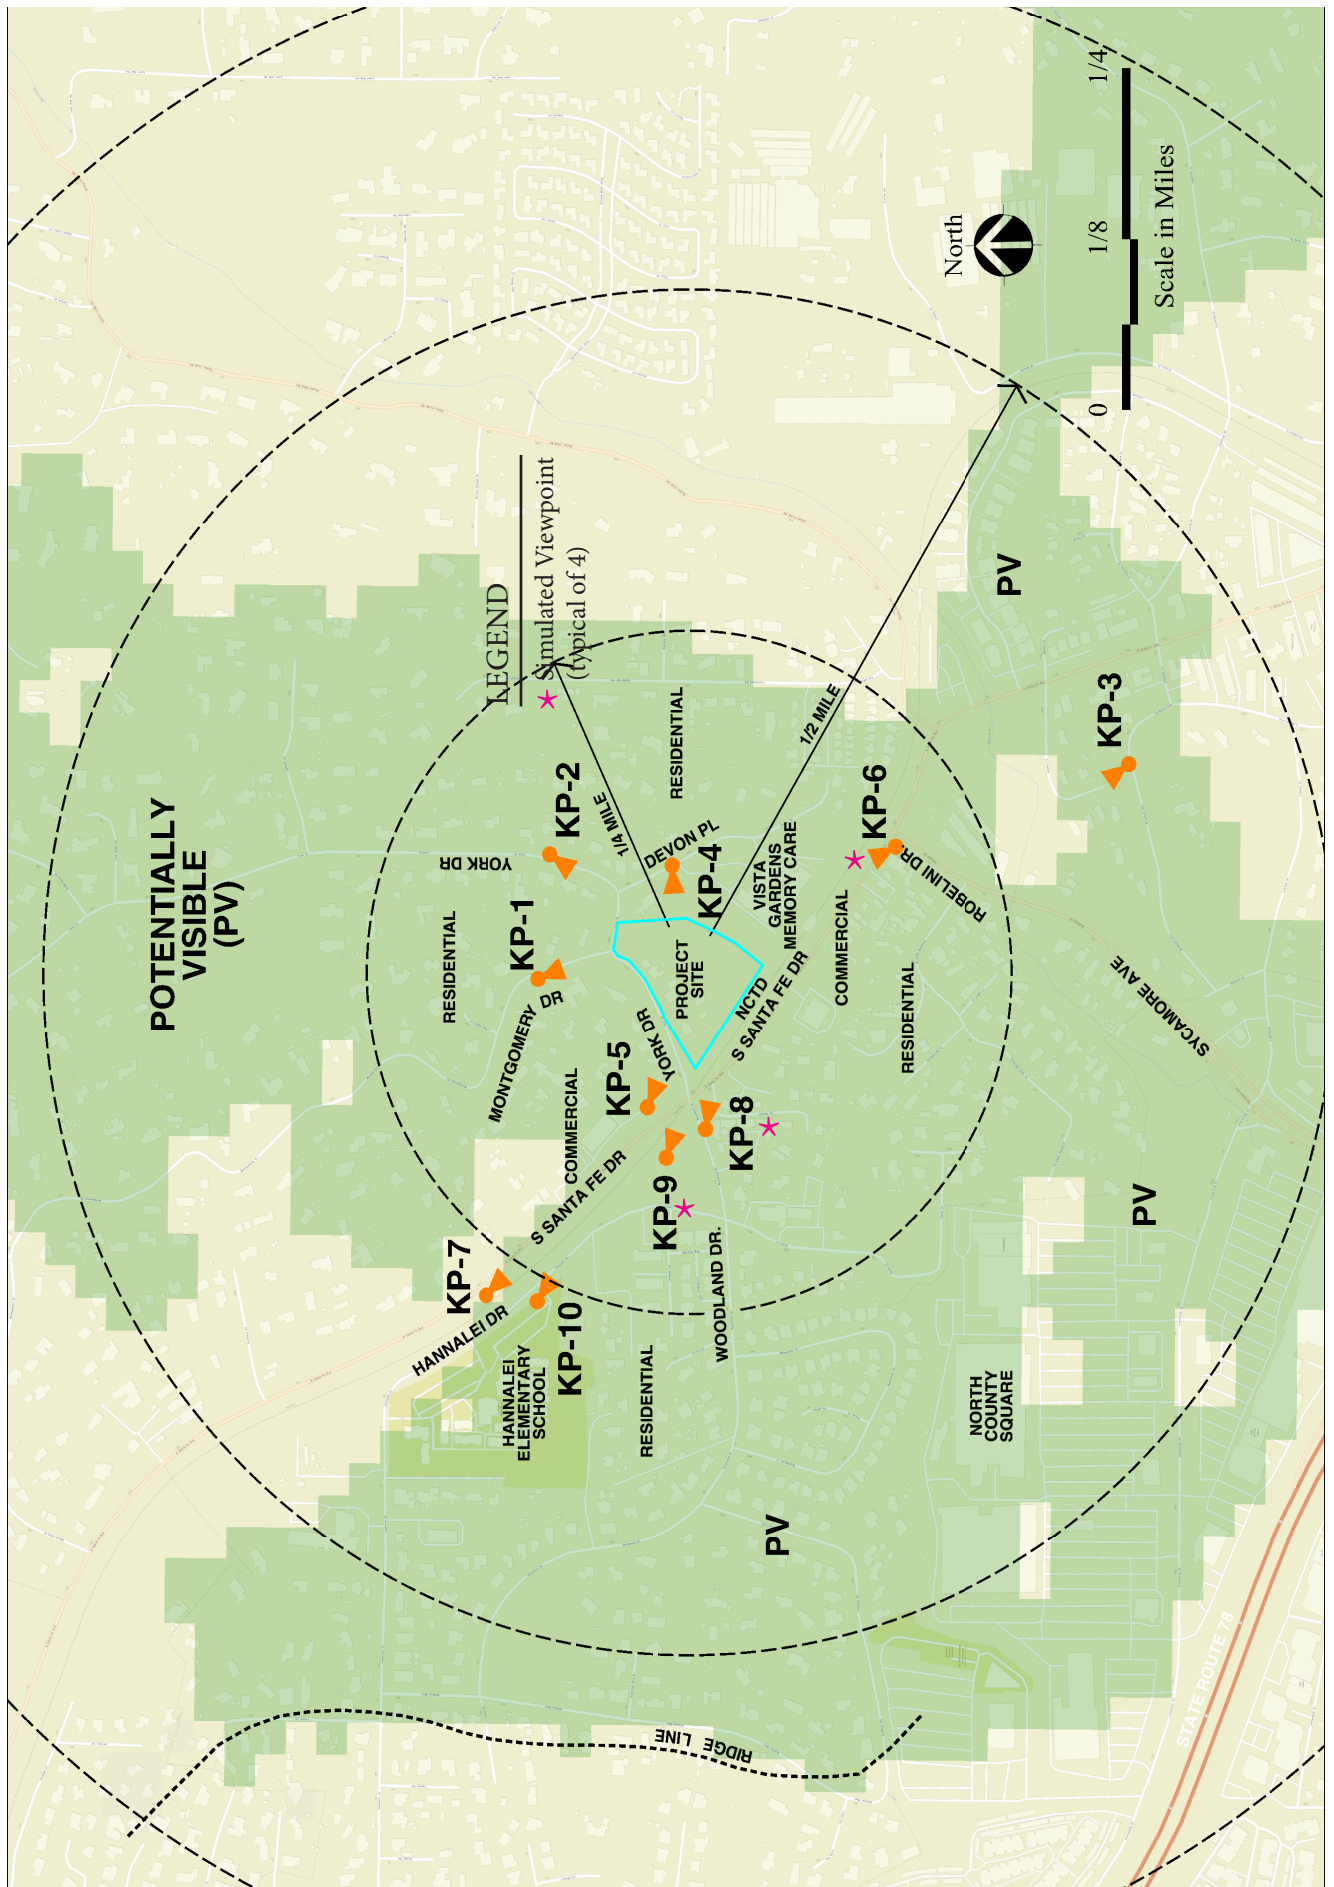 POTENTIALLY
VISIBLE
(PV)
LEGEND
Simulated Viewpoint
(typical of 4)
North
0
1/8
1/4
Scale in Miles
KP-7
HANNALEI DR
KP-10
HANNALEI
ELEMENTARY
SCHOOL
RESIDENTIAL
S SANTA FE DR
COMMERCIAL
MONTGOMERY DR
RESIDENTIAL
KP-1
YORK DR
KP-2
1/4 MILE
RESIDENTIAL
DEVON PL
KP-4
PROJECT
SITE
YORK DR
KP-5
KP-9
KP-8
WOODLAND DR.
NCTD
S SANTA FE DR
VISTA
GARDENS
MEMORY CARE
1/2 MILE
COMMERCIAL
KP-6
ROBELINI DR.
RESIDENTIAL
SYCAMORE AVE
KP-3
PV
PV
PV
NORTH
COUNTY
SQUARE
RIDGE LINE
STATE ROUTE 78